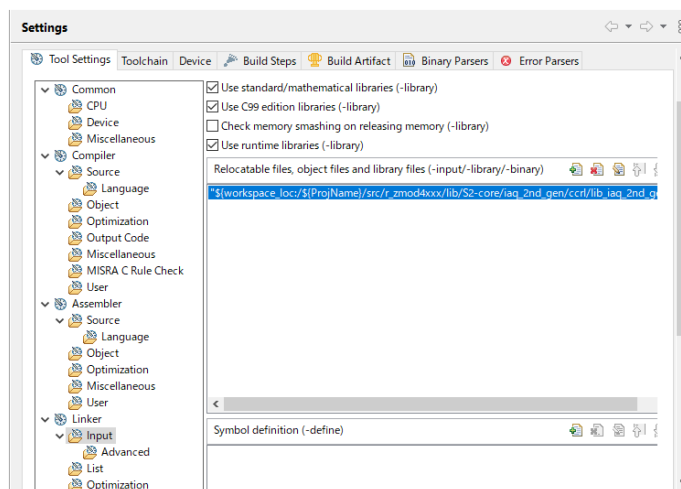 Settings
Tool Settings Toolchain Device Build Steps Build Artifact Binary Parsers Error Parsers
Common
CPU
Device
Miscellaneous
Compiler
Source
Language
Object
Optimization
Output Code
Miscellaneous
MISRA C Rule Check
User
Assembler
Source
Language
Object
Optimization
Miscellaneous
User
Linker
Input
Advanced
List
Optimization
Use standard/mathematical libraries (-library)
Use C99 edition libraries (-library)
Check memory smashing on releasing memory (-library)
Use runtime libraries (-library)
Relocatable files, object files and library files (-input/-library/-binary)
"${workspace_loc:/${ProjName}/src/r_zmod4xxx/lib/S2-core/iaq_2nd_gen/ccrl/lib_iaq_2nd_g
Symbol definition (-define)